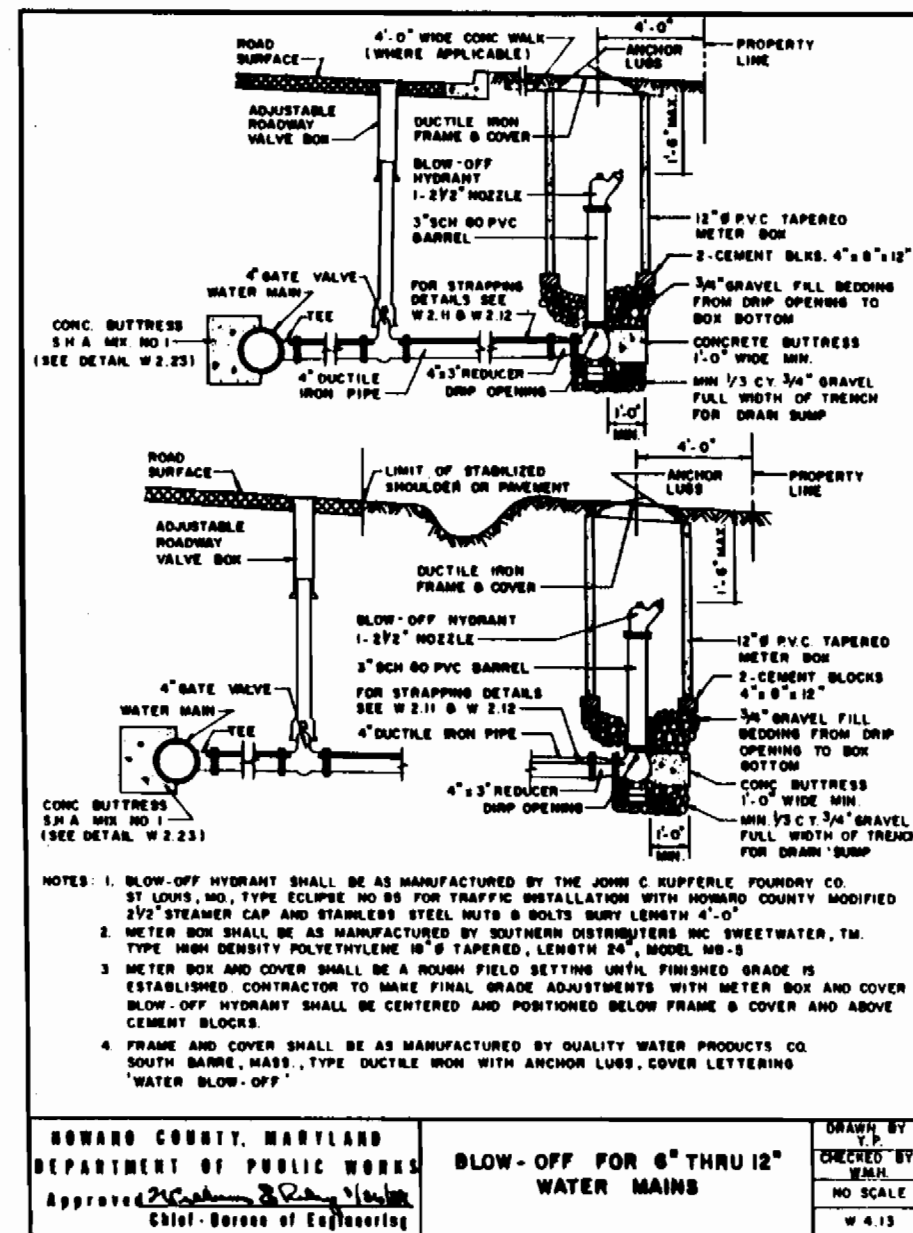 4'-0" WIDE CONC WALK
(WHERE APPLICABLE)
4'-0"
ROAD
SURFACE
ANCHOR
LUGS
PROPERTY
LINE
ADJUSTABLE
ROADWAY
VALVE BOX
DUCTILE IRON
FRAME & COVER
1'-6" MAX.
BLOW-OFF
HYDRANT
1-2½" NOZZLE
3" SCH 80 PVC
BARREL
12" Ø P.V.C. TAPERED
METER BOX
2-CEMENT BLKS. 4"x 8"x 12"
4" GATE VALVE
WATER MAIN
TEE
FOR STRAPPING
DETAILS SEE
W 2.11 & W 2.12
3/4" GRAVEL FILL BEDDING
FROM DRIP OPENING TO
BOX BOTTOM
CONC. BUTTRESS
S H A MIX. NO 1
(SEE DETAIL W 2.23)
CONCRETE BUTTRESS
1'-0" WIDE MIN.
4" DUCTILE
IRON PIPE
4"x 3" REDUCER
DRIP OPENING
MIN 1/3 CY. 3/4" GRAVEL
FULL WIDTH OF TRENCH
FOR DRAIN SUMP
1'-0"
MIN.
4'-0"
ROAD
SURFACE
LIMIT OF STABILIZED
SHOULDER OR PAVEMENT
ANCHOR
LUGS
PROPERTY
LINE
ADJUSTABLE
ROADWAY
VALVE BOX
DUCTILE IRON
FRAME & COVER
1'-6" MAX.
BLOW-OFF HYDRANT
1-2½" NOZZLE
3" SCH 80 PVC BARREL
12" Ø P.V.C. TAPERED
METER BOX
4" GATE VALVE
WATER MAIN
TEE
FOR STRAPPING DETAILS
SEE W 2.11 & W 2.12
4" DUCTILE IRON PIPE
2-CEMENT BLOCKS
4"x 8"x 12"
3/4" GRAVEL FILL
BEDDING FROM DRIP
OPENING TO BOX
BOTTOM
4"x 3" REDUCER
DIRP OPENING
CONC BUTTRESS
1'-0" WIDE MIN.
CONC BUTTRESS
S.H A MIX NO 1
(SEE DETAIL W 2.23)
MIN. 1/3 C Y. 3/4" GRAVEL
FULL WIDTH OF TRENCH
FOR DRAIN SUMP
1'-0"
MIN.
NOTES: 1. BLOW-OFF HYDRANT SHALL BE AS MANUFACTURED BY THE JOHN C. KUPFERLE FOUNDRY CO.
ST LOUIS, MO., TYPE ECLIPSE NO 85 FOR TRAFFIC INSTALLATION WITH HOWARD COUNTY MODIFIED
2½" STEAMER CAP AND STAINLESS STEEL NUTS & BOLTS BURY LENGTH 4'-0"
2. METER BOX SHALL BE AS MANUFACTURED BY SOUTHERN DISTRIBUTERS INC SWEETWATER, TM.
TYPE HIGH DENSITY POLYETHYLENE Ø TAPERED, LENGTH 24", MODEL MB-5
3 METER BOX AND COVER SHALL BE A ROUGH FIELD SETTING UNTIL FINISHED GRADE IS
ESTABLISHED. CONTRACTOR TO MAKE FINAL GRADE ADJUSTMENTS WITH METER BOX AND COVER
BLOW-OFF HYDRANT SHALL BE CENTERED AND POSITIONED BELOW FRAME & COVER AND ABOVE
CEMENT BLOCKS.
4. FRAME AND COVER SHALL BE AS MANUFACTURED BY QUALITY WATER PRODUCTS CO.
SOUTH BARRE, MASS., TYPE DUCTILE IRON WITH ANCHOR LUGS, COVER LETTERING
'WATER BLOW-OFF'
HOWARD COUNTY, MARYLAND
DEPARTMENT OF PUBLIC WORKS
Approved
Chief - Bureau of Engineering
BLOW-OFF FOR 6" THRU 12"
WATER MAINS
DRAWN BY
Y.P.
CHECKED BY
W.M.H.
NO SCALE
W 4.13